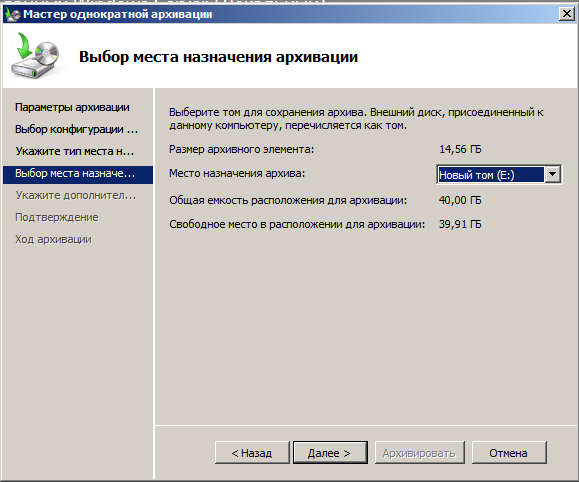 Мастер однократной архивации
Выбор места назначения архивации
Параметры архивации
Выбор конфигурации ...
Укажите тип места н...
Выбор места назначе...
Укажите дополнител...
Подтверждение
Ход архивации
Выберите том для сохранения архива. Внешний диск, присоединенный к
данному компьютеру, перечисляется как том.
Размер архивного элемента: 14,56 ГБ
Место назначения архива: Новый том (E:)
Общая емкость расположения для архивации: 40,00 ГБ
Свободное место в расположении для архивации: 39,91 ГБ
< Назад Далее > Архивировать Отмена